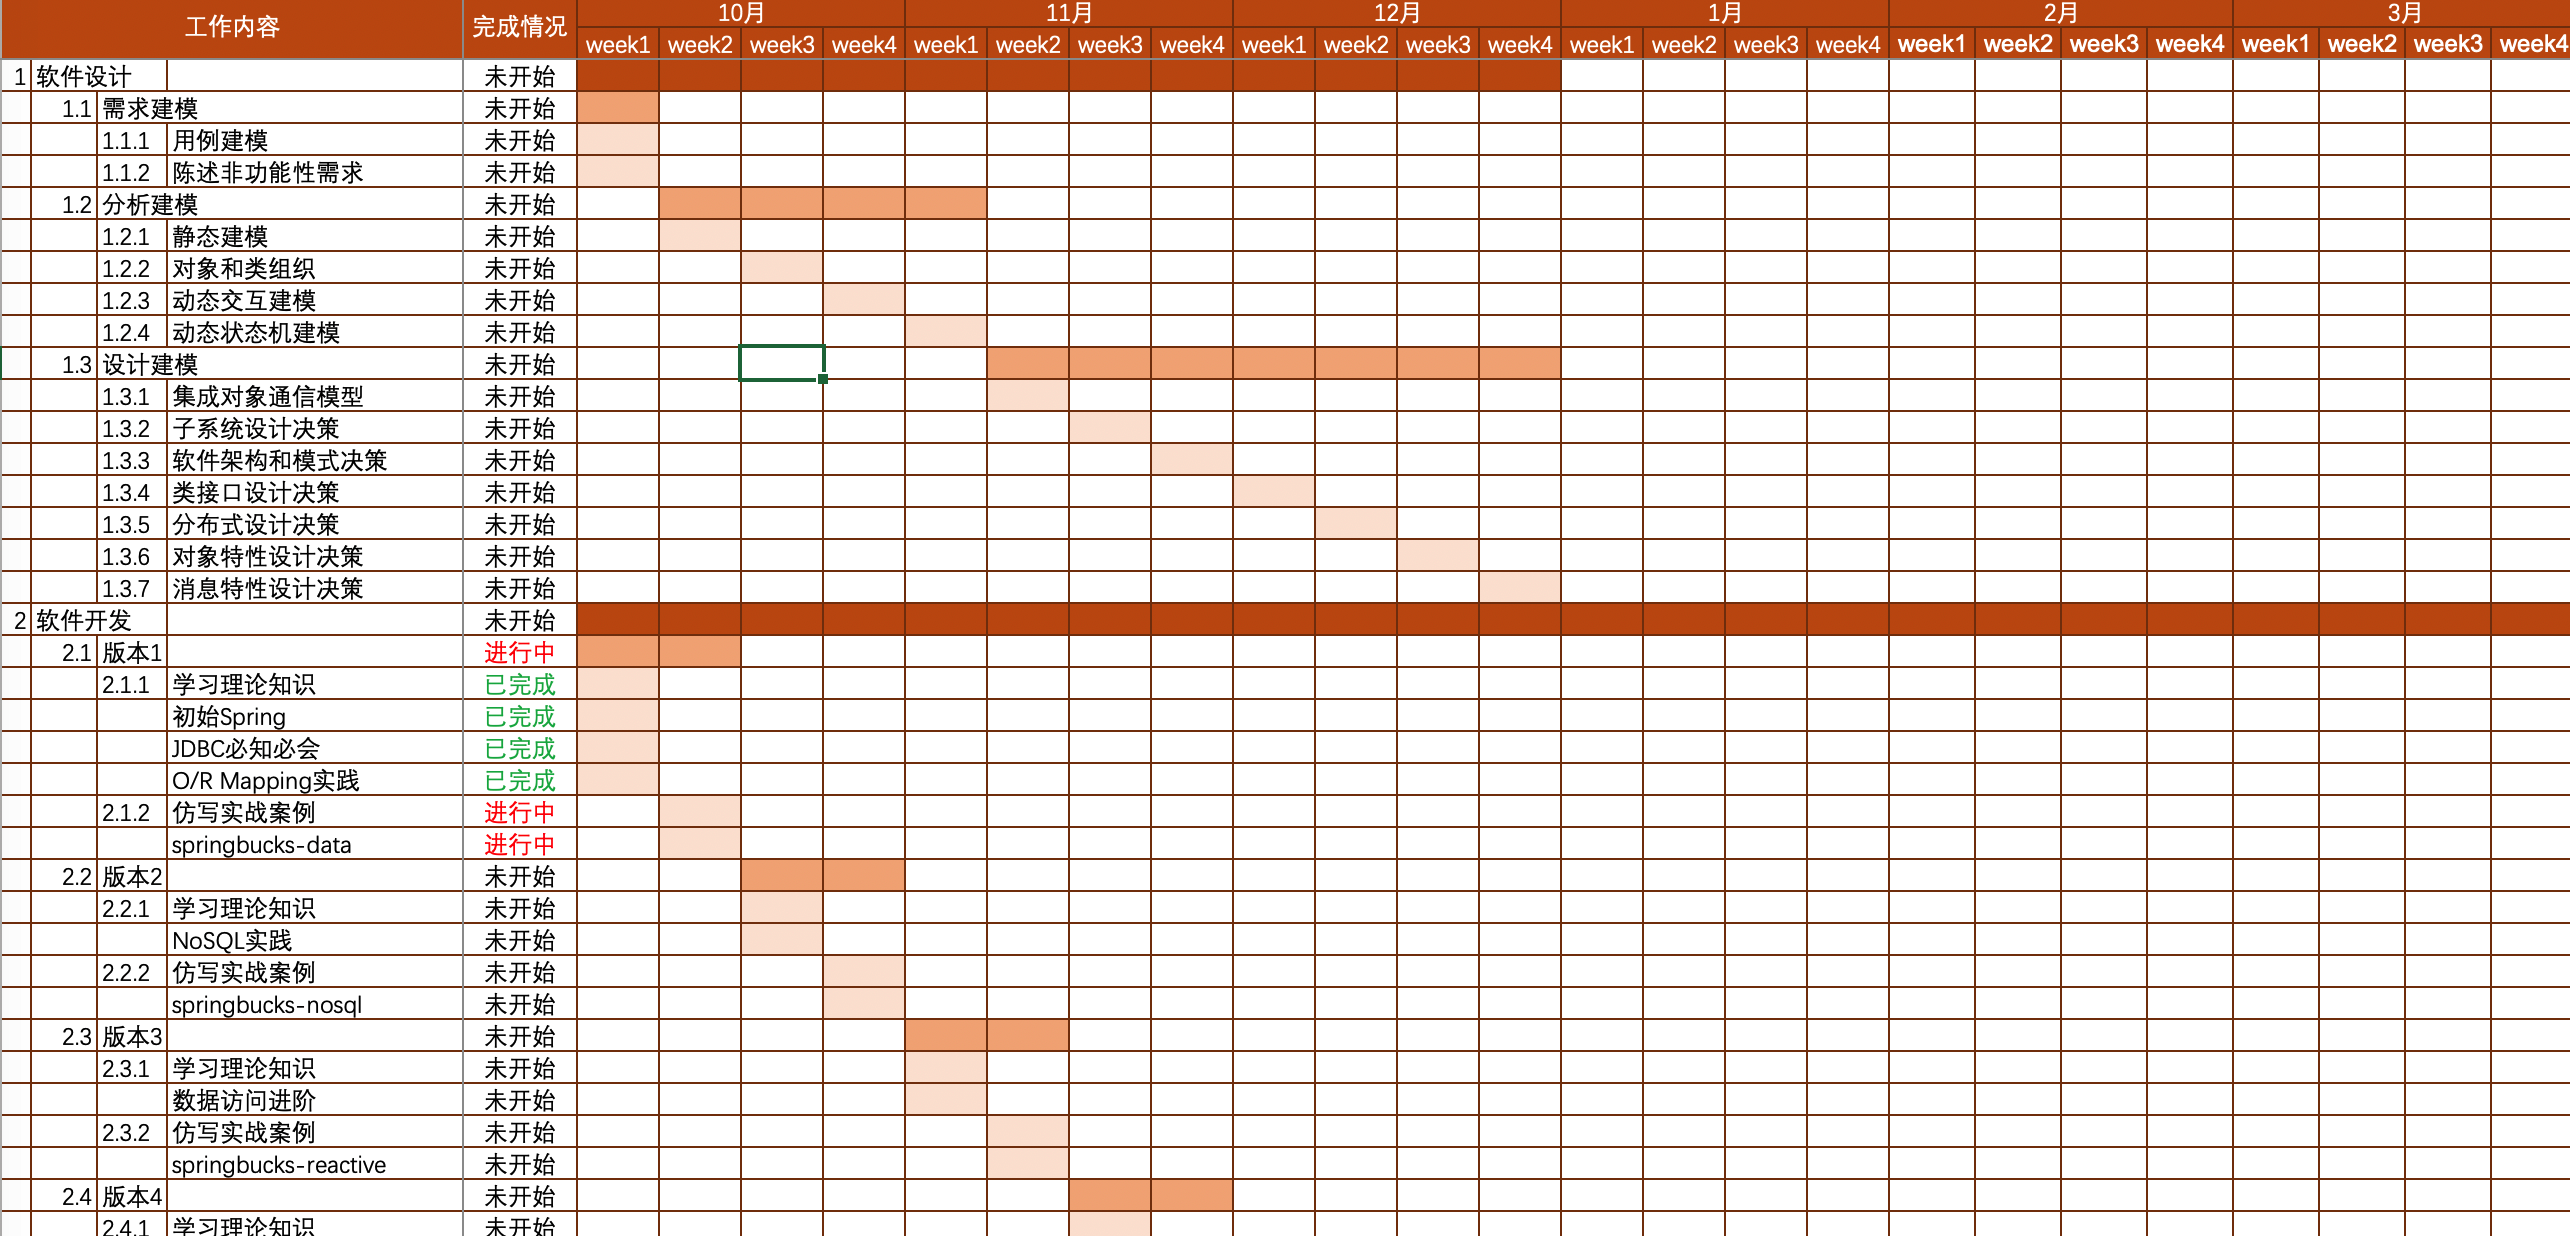 工作内容 完成情况 10月 11月 12月 1月 2月 3月
week1 week2 week3 week4 week1 week2 week3 week4 week1 week2 week3 week4 week1 week2 week3 week4 week1 week2 week3 week4 week1 week2 week3 week4
1 软件设计 未开始
1.1 需求建模 未开始
1.1.1 用例建模 未开始
1.1.2 陈述非功能性需求 未开始
1.2 分析建模 未开始
1.2.1 静态建模 未开始
1.2.2 对象和类组织 未开始
1.2.3 动态交互建模 未开始
1.2.4 动态状态机建模 未开始
1.3 设计建模 未开始
1.3.1 集成对象通信模型 未开始
1.3.2 子系统设计决策 未开始
1.3.3 软件架构和模式决策 未开始
1.3.4 类接口设计决策 未开始
1.3.5 分布式设计决策 未开始
1.3.6 对象特性设计决策 未开始
1.3.7 消息特性设计决策 未开始
2 软件开发 未开始
2.1 版本1 进行中
2.1.1 学习理论知识 已完成
初始Spring 已完成
JDBC必知必会 已完成
O/R Mapping实践 已完成
2.1.2 仿写实战案例 进行中
springbucks-data 进行中
2.2 版本2 未开始
2.2.1 学习理论知识 未开始
NoSQL实践 未开始
2.2.2 仿写实战案例 未开始
springbucks-nosql 未开始
2.3 版本3 未开始
2.3.1 学习理论知识 未开始
数据访问进阶 未开始
2.3.2 仿写实战案例 未开始
springbucks-reactive 未开始
2.4 版本4 未开始
2.4.1 学习理论知识 未开始